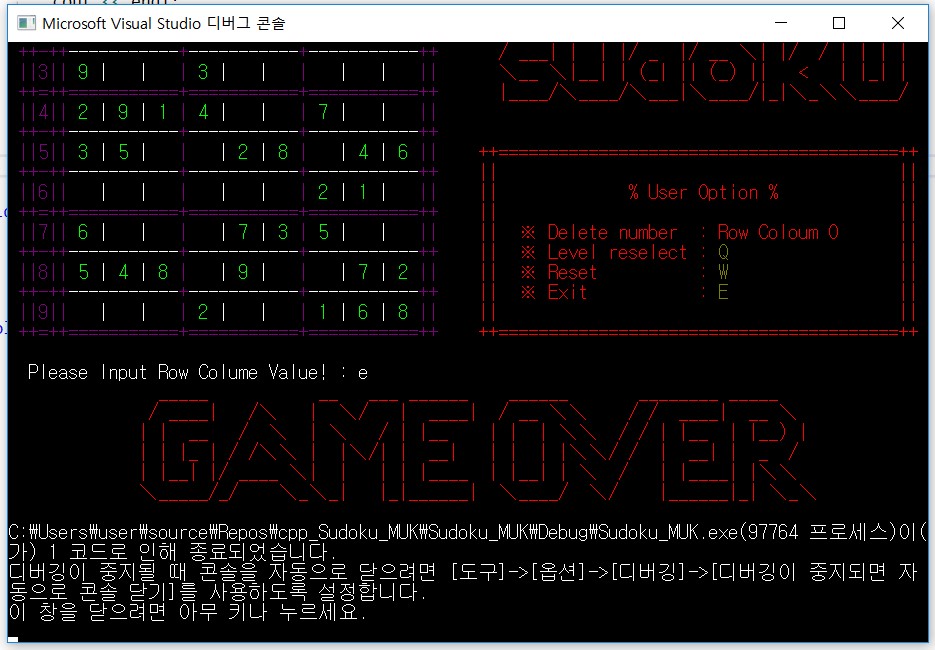 Microsoft Visual Studio 디버그 콘솔
Sudoku
||3|| 9 | | | 3 | | | | | ||
||4|| 2 | 9 | 1 | 4 | | | 7 | | ||
||5|| 3 | 5 | | | 2 | 8 | | 4 | 6 ||
||6|| | | | | | | 2 | 1 | ||
||7|| 6 | | | | 7 | 3 | 5 | | ||
||8|| 5 | 4 | 8 | | 9 | | | 7 | 2 ||
||9|| | | | 2 | | | 1 | 6 | 8 ||
% User Option %
※ Delete number : Row Coloum 0
※ Level reselect : Q
※ Reset : W
※ Exit : E
Please Input Row Colume Value! : e
GAME OVER
C:\Users\user\source\Repos\cpp_Sudoku_MUK\Sudoku_MUK\Debug\Sudoku_MUK.exe(97764 프로세스)이(
가) 1 코드로 인해 종료되었습니다.
디버깅이 중지될 때 콘솔을 자동으로 닫으려면 [도구]->[옵션]->[디버깅]->[디버깅이 중지되면 자
동으로 콘솔 닫기]를 사용하도록 설정합니다.
이 창을 닫으려면 아무 키나 누르세요.